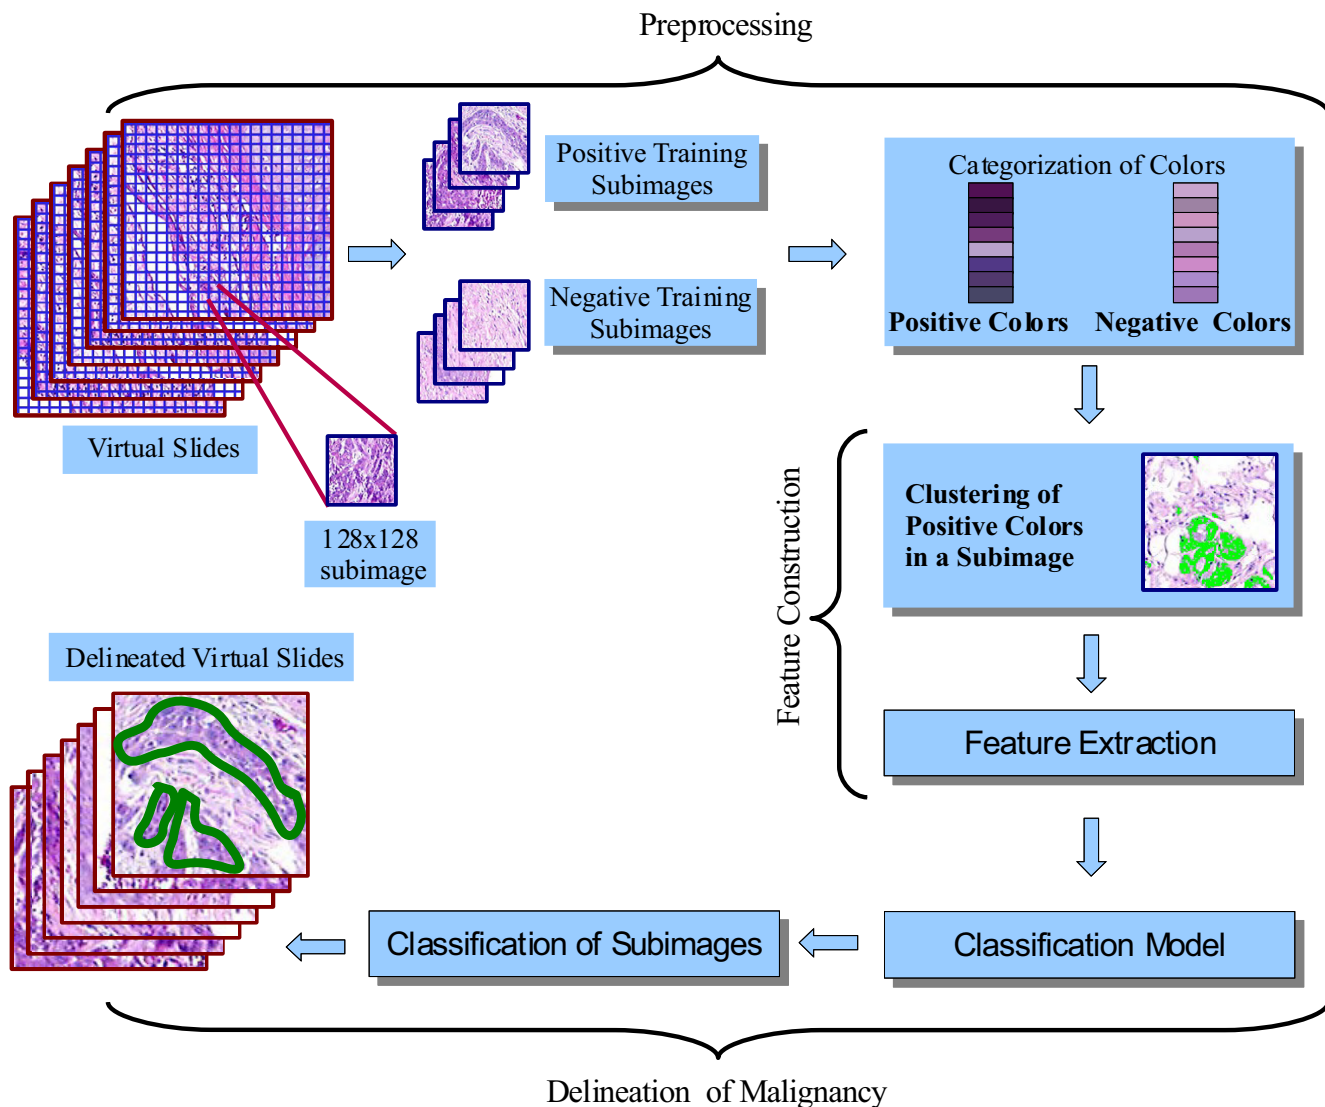 Preprocessing
Positive Training
Subimages
Negative Training
Subimages
Categorization of Colors
Positive Colors
Negative Colors
Virtual Slides
128x128
subimage
Feature Construction
Clustering of
Positive Colors
in a Subimage
Feature Extraction
Delineated Virtual Slides
Classification of Subimages
Classification Model
Delineation of Malignancy